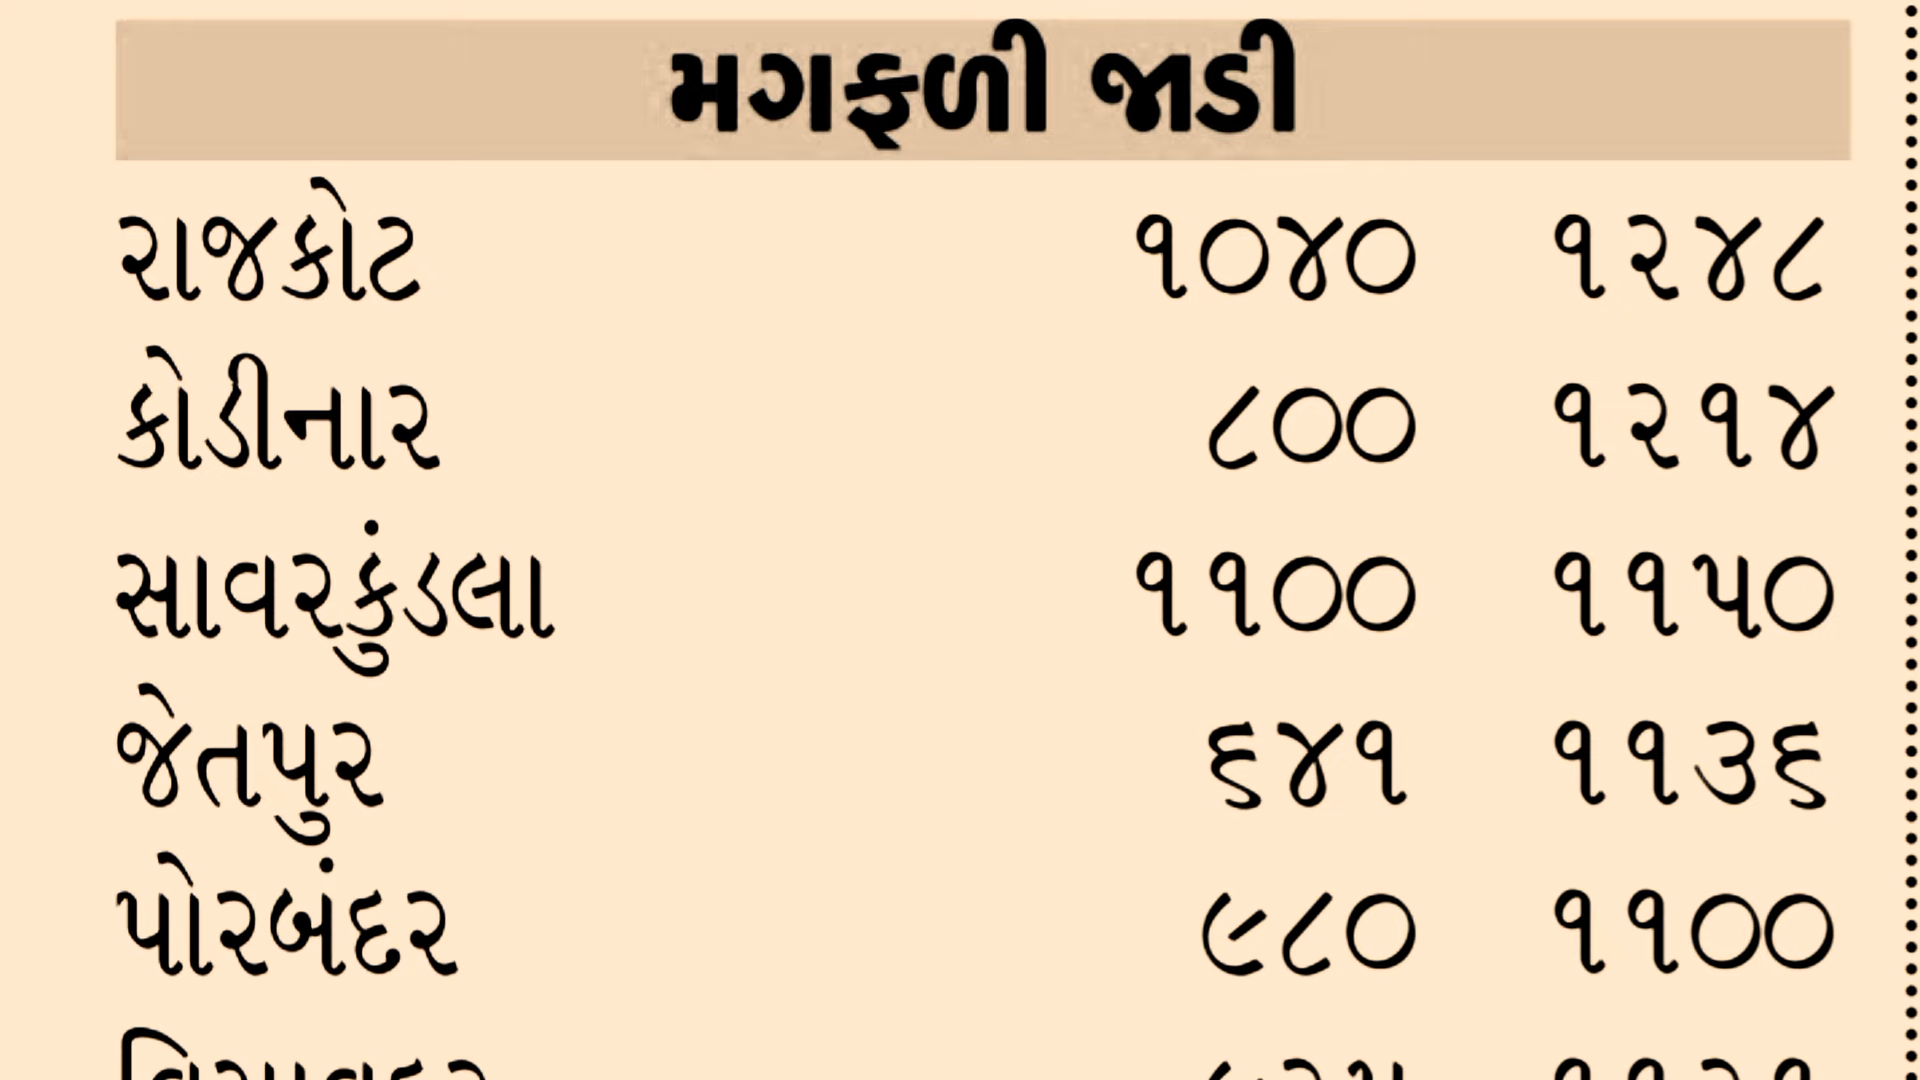 મગફળી જાડી
રાજકોટ ૧૦૪૦ ૧૨૪૮
કોડીનાર ૮૦૦ ૧૨૧૪
સાવરકુંડલા ૧૧૦૦ ૧૧૫૦
જેતપુર ૬૪૧ ૧૧૩૬
પોરબંદર ૯૮૦ ૧૧૦૦